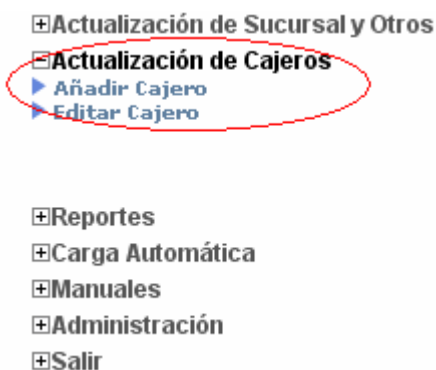 Actualización de Sucursal y Otros
Actualización de Cajeros
Añadir Cajero
Editar Cajero
Reportes
Carga Automática
Manuales
Administración
Salir